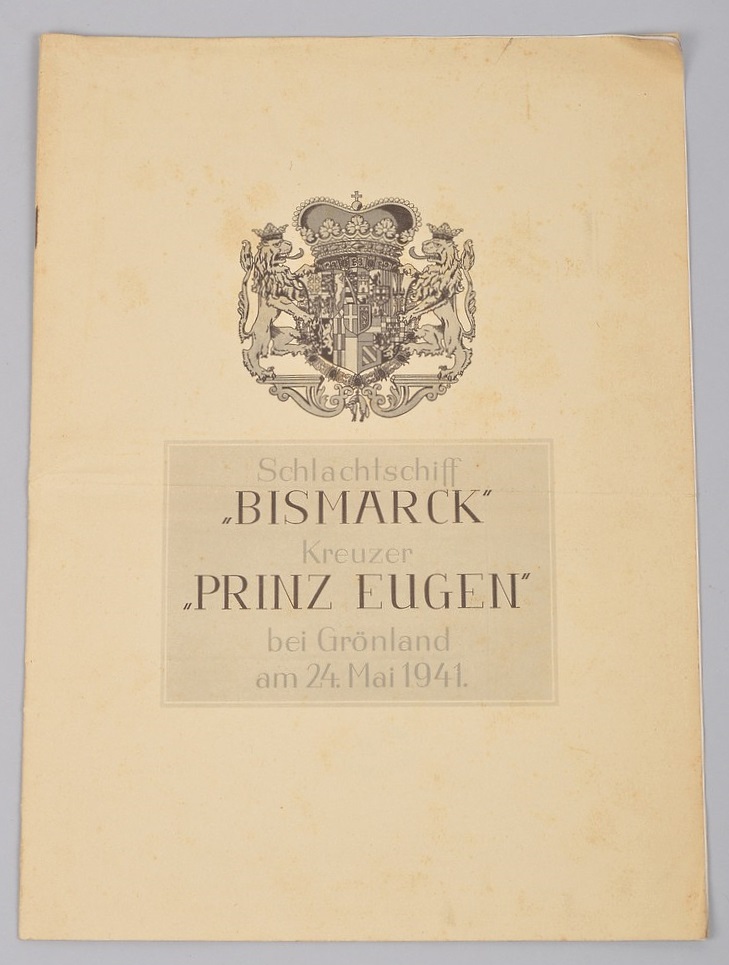 Schlachtschiff
„BISMARCK"
Kreuzer
„PRINZ EUGEN"
bei Grönland
am 24. Mai 1941.